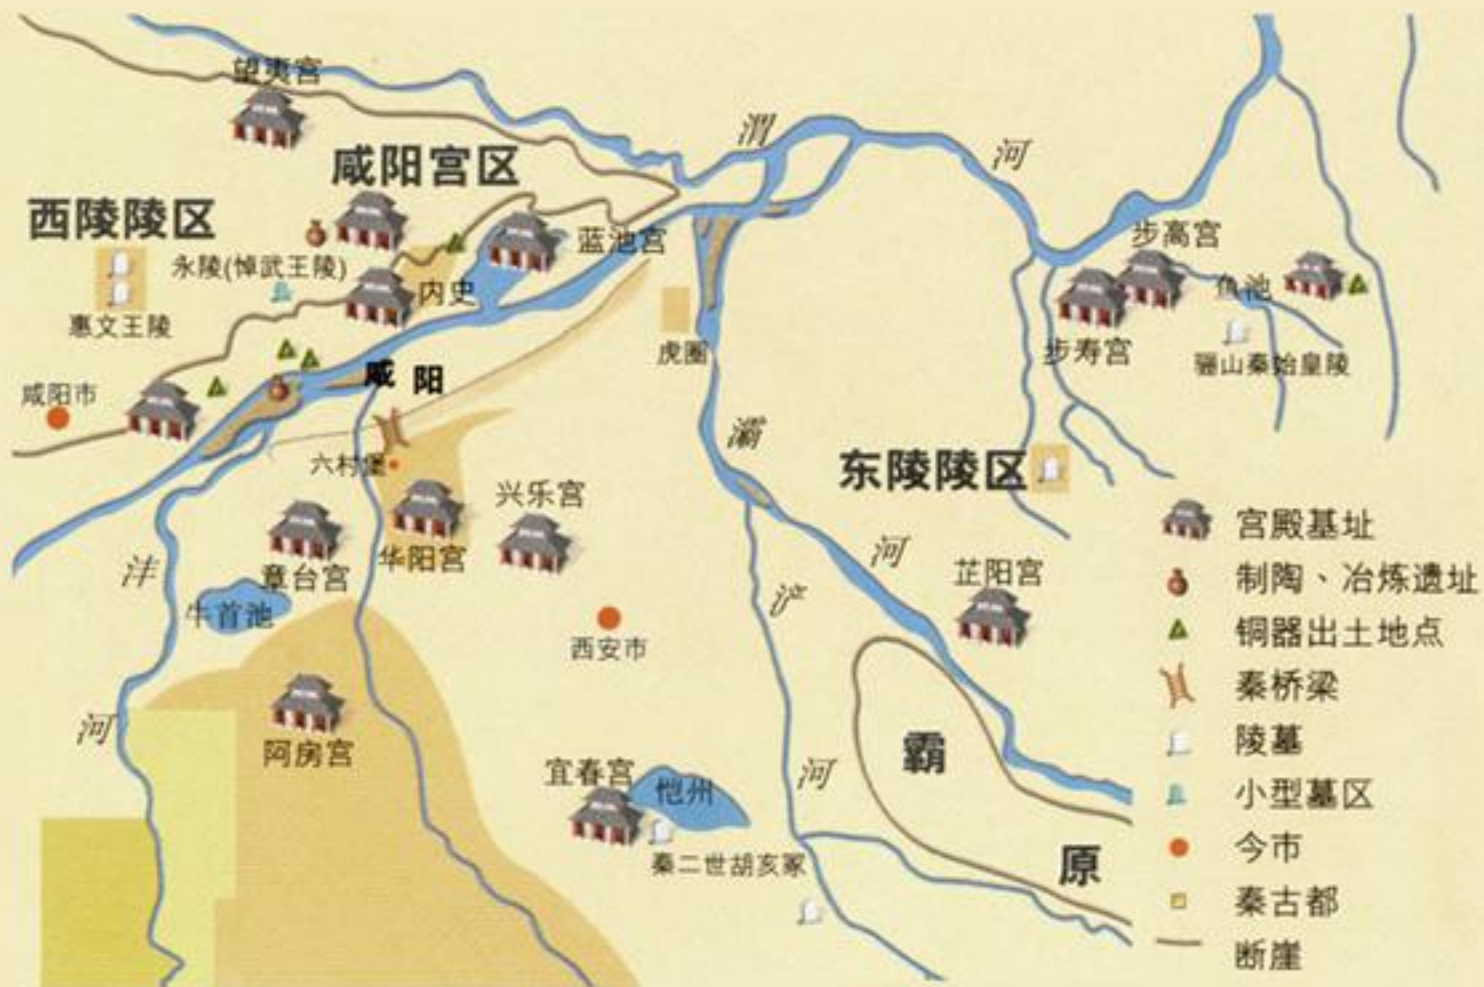 望夷宫
渭
河
咸阳宫区
西陵陵区
永陵(悼武王陵)
蓝池宫
步高宫
内史
鱼池
惠文王陵
虎圈
步寿宫
骊山秦始皇陵
咸阳市
咸阳
灞
六村堡
东陵陵区
兴乐宫
宫殿基址
华阳宫
河
沣
章台宫
芷阳宫
制陶、冶炼遗址
牛首池
浐
铜器出土地点
西安市
秦桥梁
河
阿房宫
霸
陵墓
宜春宫
河
恺州
小型墓区
今市
秦二世胡亥冢
原
秦古都
断崖